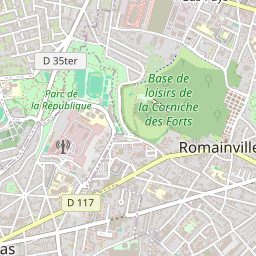 D 35ter
Parc de
la République
Base de
loisirs de
la Corniche
des Forts
Romainville
D 117
as